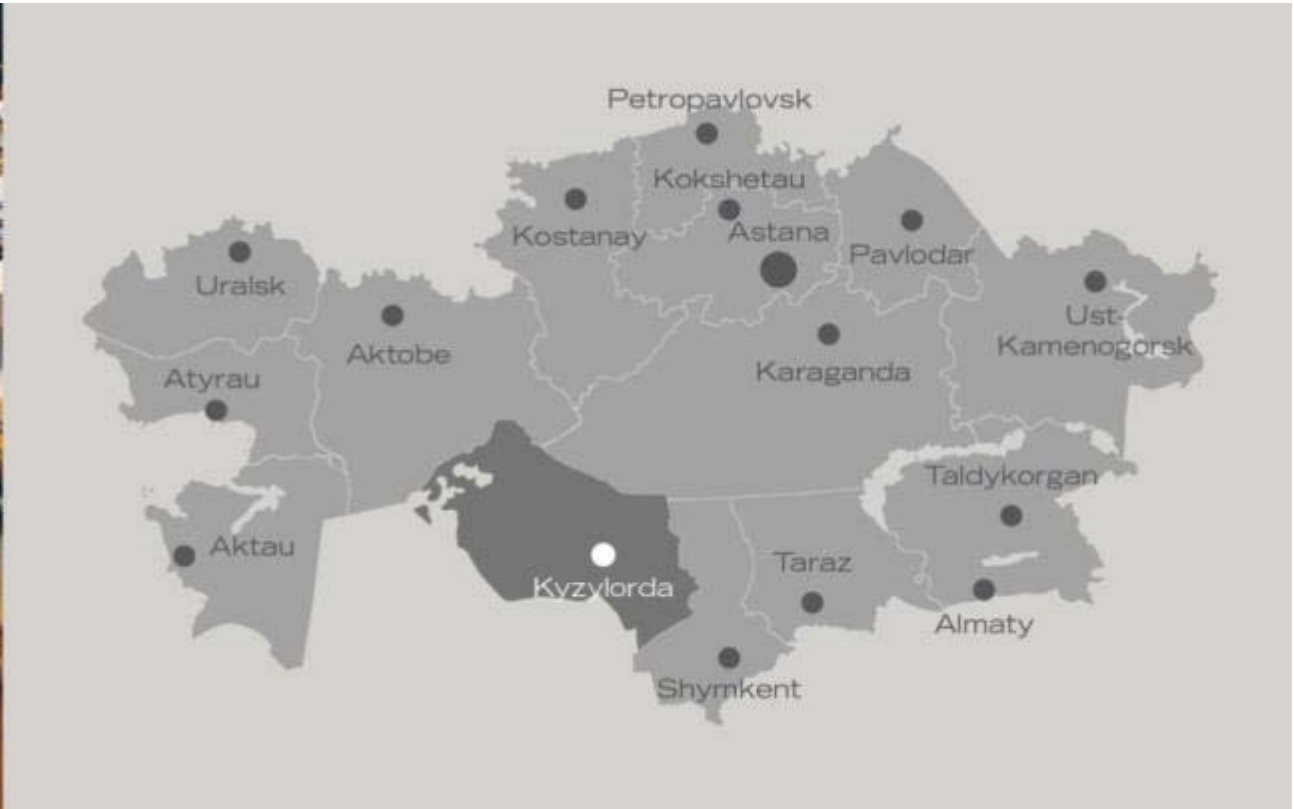 Petropavlovsk
Kokshetau
Kostanay
Astana
Pavlodar
Uralsk
Ust-
Kamenogorsk
Aktobe
Karaganda
Atyrau
Taldykorgan
Aktau
Taraz
Kyzylorda
Almaty
Shymkent